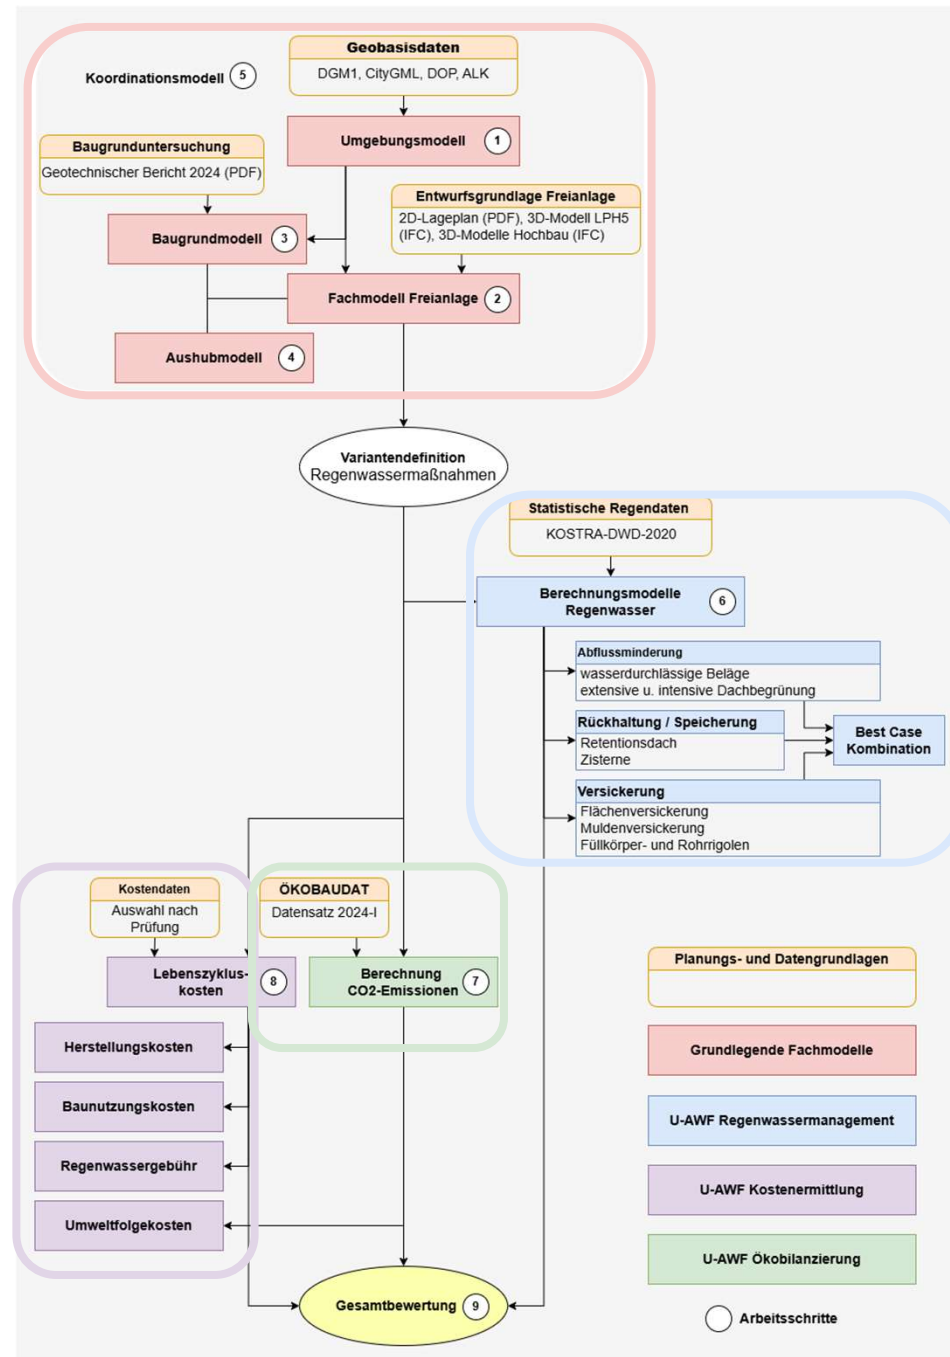 Geobasisdaten
DGM1, CityGML, DOP, ALK
Koordinationsmodell 5
Umgebungsmodell 1
Baugrunduntersuchung
Geotechnischer Bericht 2024 (PDF)
Entwurfsgrundlage Freianlage
2D-Lageplan (PDF), 3D-Modell LPH5
(IFC), 3D-Modelle Hochbau (IFC)
Baugrundmodell 3
Fachmodell Freianlage 2
Aushubmodell 4
Variantendefinition
Regenwassermaßnahmen
Statistische Regendaten
KOSTRA-DWD-2020
Berechnungsmodelle
Regenwasser 6
Abflussminderung
wasserdurchlässige Beläge
extensive u. intensive Dachbegrünung
Rückhaltung / Speicherung
Retentionsdach
Zisterne
Best Case
Kombination
Versickerung
Flächenversickerung
Muldenversickerung
Füllkörper- und Rohrrigolen
Kostendaten
Auswahl nach
Prüfung
ÖKOBAUDAT
Datensatz 2024-I
Lebenszyklus-
kosten 8
Berechnung
CO2-Emissionen 7
Herstellungskosten
Baunutzungskosten
Regenwassergebühr
Umweltfolgekosten
Gesamtbewertung 9
Planungs- und Datengrundlagen
Grundlegende Fachmodelle
U-AWF Regenwassermanagement
U-AWF Kostenermittlung
U-AWF Ökobilanzierung
Arbeitsschritte